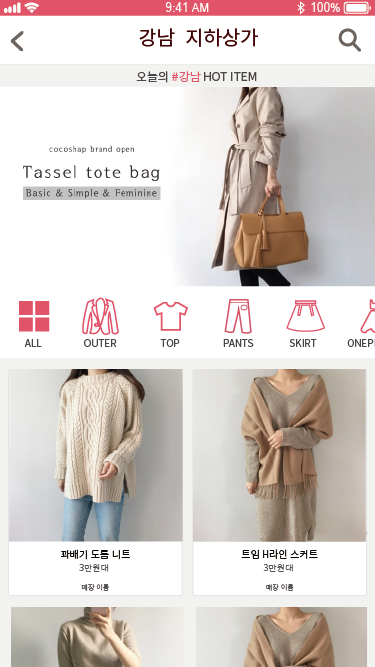 9:41 AM
100%
강남 지하상가
오늘의 #강남 HOT ITEM
cocoshap brand open
Tassel tote bag
Basic & Simple & Feminine
ALL OUTER TOP PANTS SKIRT ONEP
꽈배기 도톰 니트 트임 H라인 스커트
3만원대 3만원대
매장 이름 매장 이름